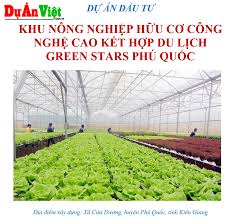 DựÁnViệt
DỰ ÁN ĐẦU TƯ
KHU NÔNG NGHIỆP HỮU CƠ CÔNG
NGHỆ CAO KẾT HỢP DU LỊCH
GREEN STARS PHÚ QUỐC
Địa điểm xây dựng: Xã Cửa Dương, huyện Phú Quốc, tỉnh Kiên Giang